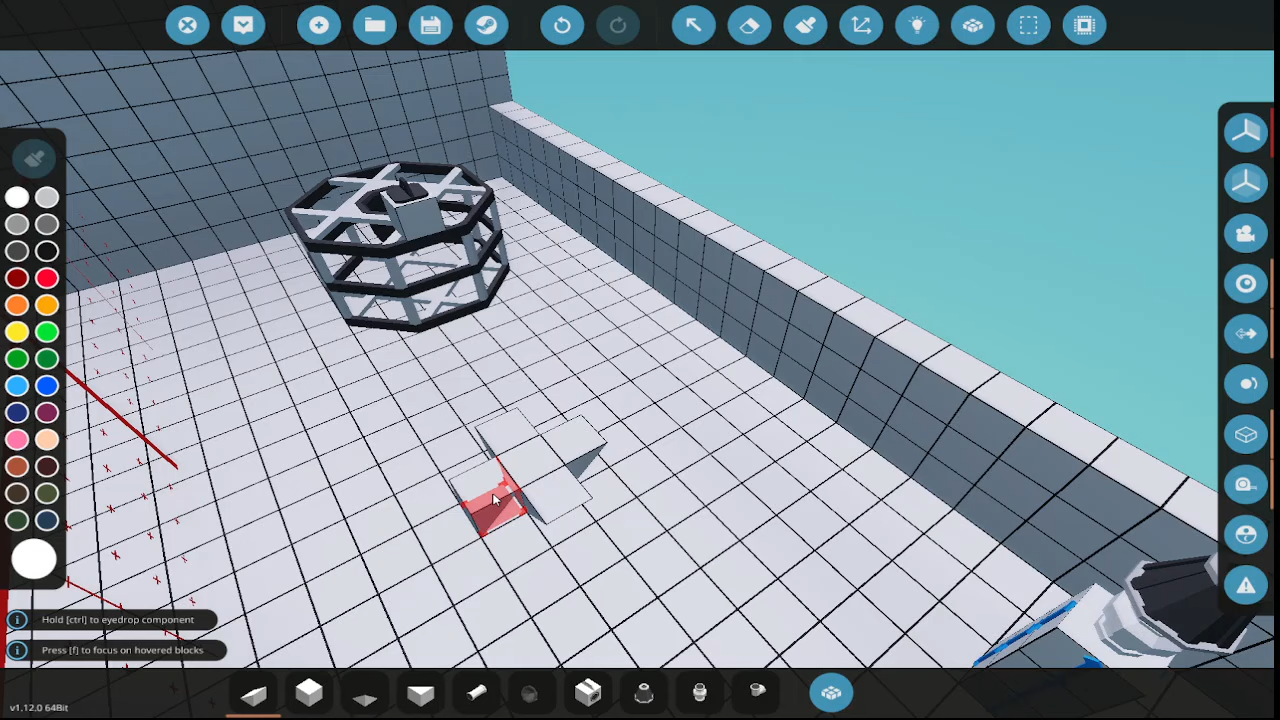 Hold [ctrl] to eyedrop component
Press [f] to focus on hovered blocks
v1.12.0 64Bit